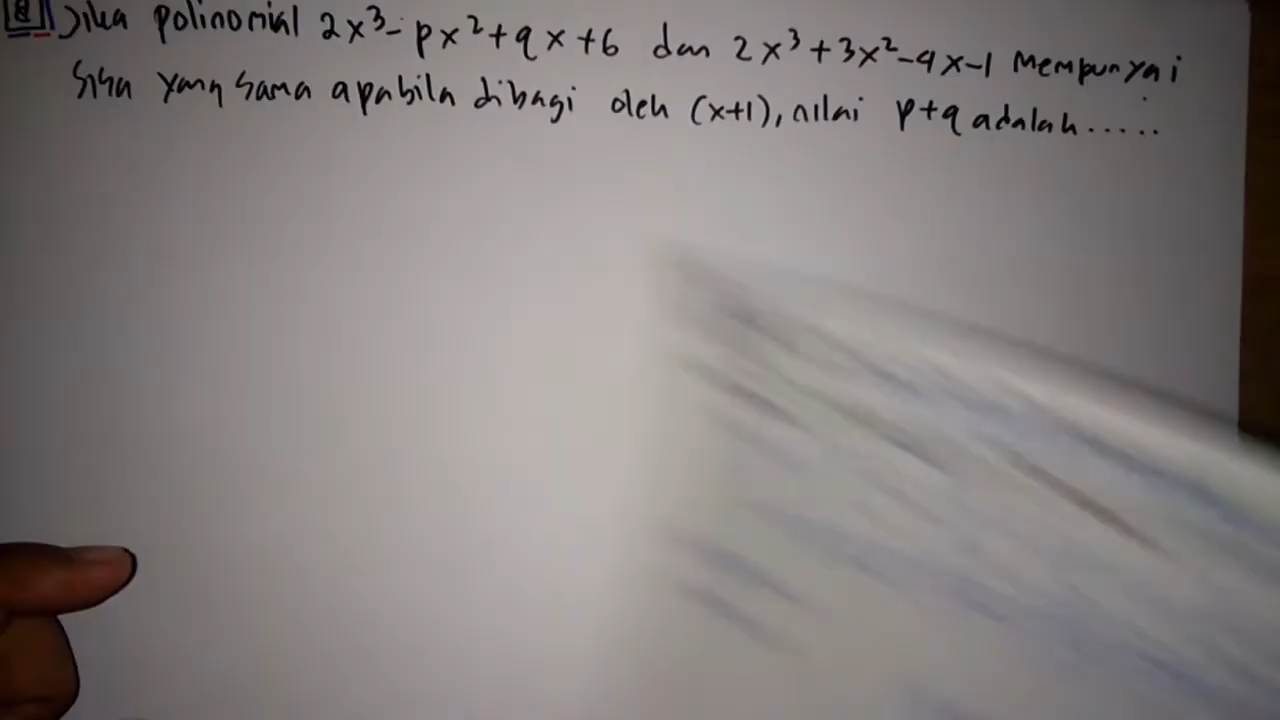 8 Jika polinomial 2x³-px²+qx+6 dan 2x³+3x²-4x-1 mempunyai
sisa yang sama apabila dibagi oleh (x+1), nilai p+q adalah.....